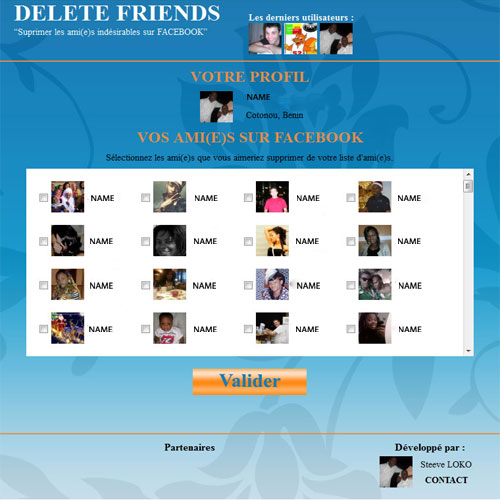 DELETE FRIENDS
"Suprimer les ami(e)s indésirables sur FACEBOOK"
Les derniers utilisateurs :
VOTRE PROFIL
NAME
Cotonou, Benin
VOS AMI(E)S SUR FACEBOOK
Sélectionnez les ami(e)s que vous aimeriez supprimer de votre liste d'ami(e)s.
NAME NAME NAME NAME
NAME NAME NAME NAME
NAME NAME NAME NAME
NAME NAME NAME NAME
Valider
Partenaires
Développé par :
Steeve LOKO
CONTACT